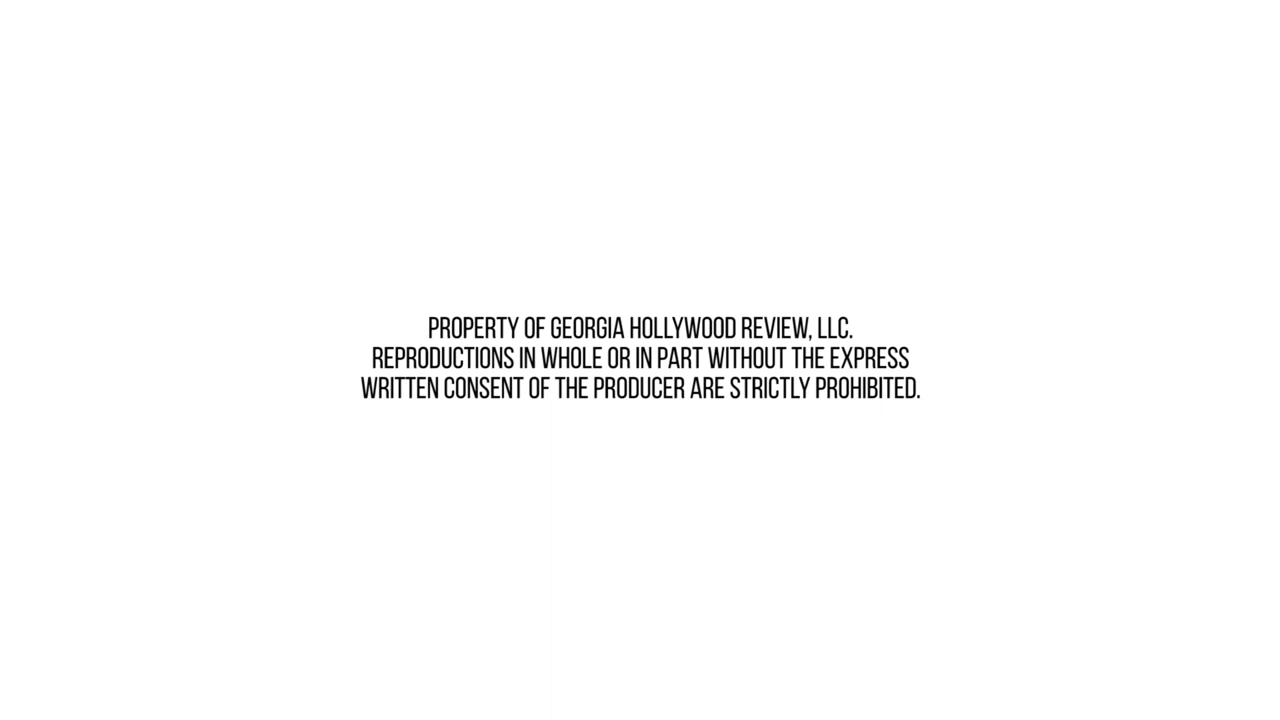 PROPERTY OF GEORGIA HOLLYWOOD REVIEW, LLC.
REPRODUCTIONS IN WHOLE OR IN PART WITHOUT THE EXPRESS
WRITTEN CONSENT OF THE PRODUCER ARE STRICTLY PROHIBITED.